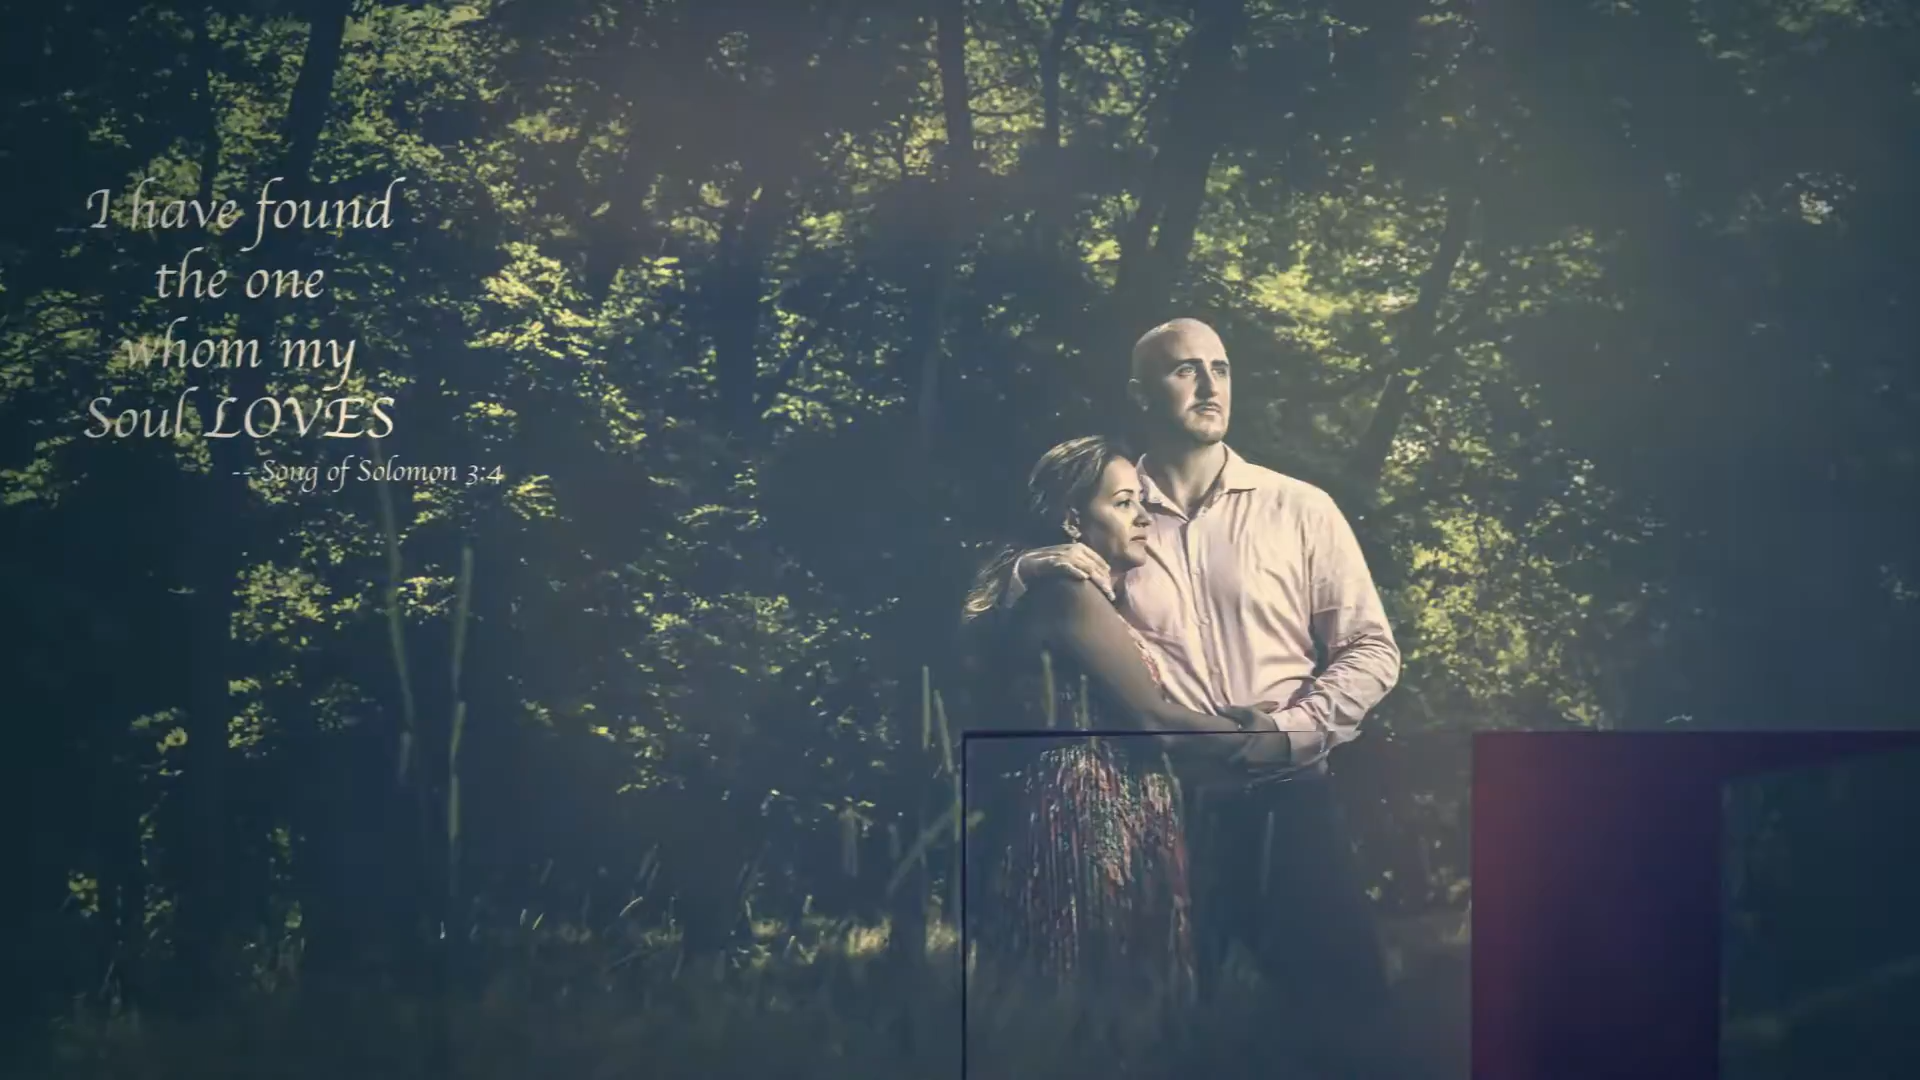 I have found
the one
whom my
Soul LOVES
-- Song of Solomon 3:4